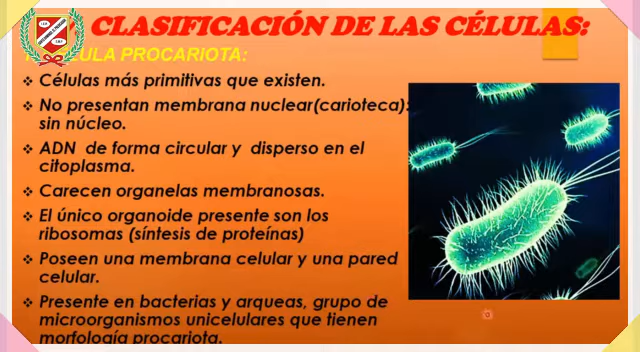 CLASIFICACIÓN DE LAS CÉLULAS:
PROCARIOTA:
❖ Células más primitivas que existen.
❖ No presentan membrana nuclear(carioteca):
sin núcleo.
❖ ADN de forma circular y disperso en el
citoplasma.
❖ Carecen organelas membranosas.
❖ El único organoide presente son los
ribosomas (síntesis de proteínas)
❖ Poseen una membrana celular y una pared
celular.
❖ Presente en bacterias y arqueas, grupo de
microorganismos unicelulares que tienen
morfología procariota.